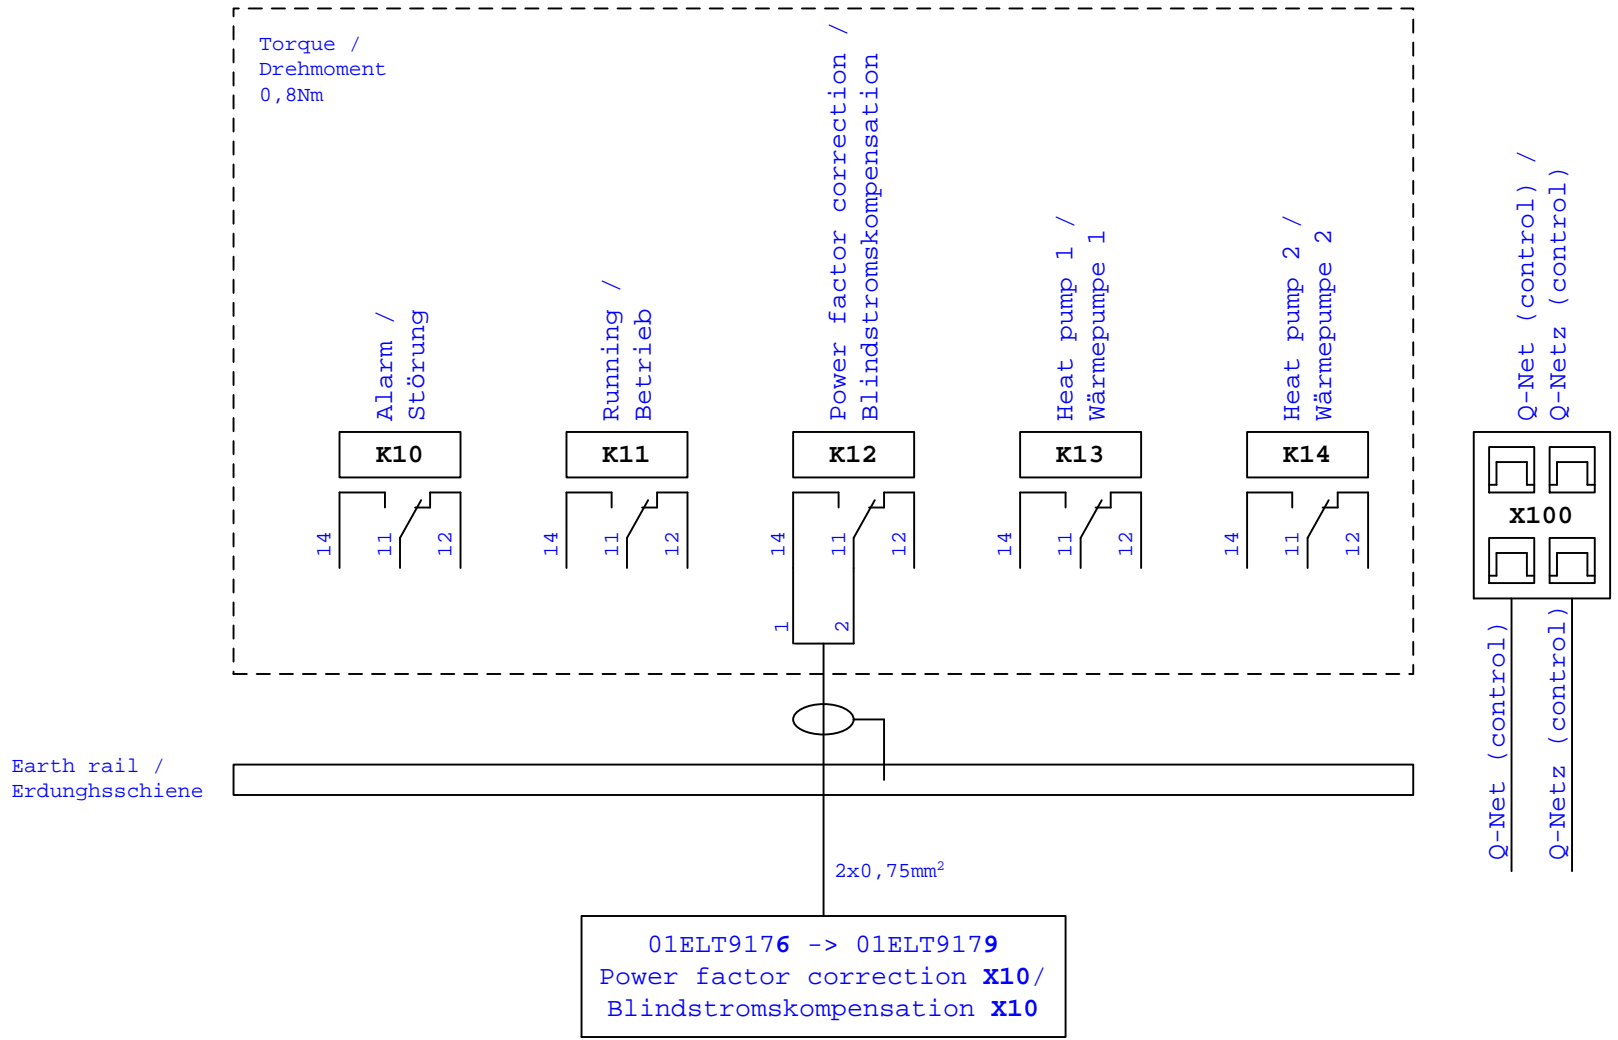 Torque /
Drehmoment
0,8Nm
Alarm /
Störung
Running /
Betrieb
Power factor correction /
Blindstromskompensation
Heat pump 1 /
Wärmepumpe 1
Heat pump 2 /
Wärmepumpe 2
Q-Net (control) /
Q-Netz (control)
K10
K11
K12
K13
K14
X100
14
11
12
14
11
12
14
11
12
14
11
12
14
11
12
1
2
Q-Net (control)
Q-Netz (control)
Earth rail /
Erdunghsschiene
2x0,75mm²
01ELT9176 -> 01ELT9179
Power factor correction X10/
Blindstromskompensation X10